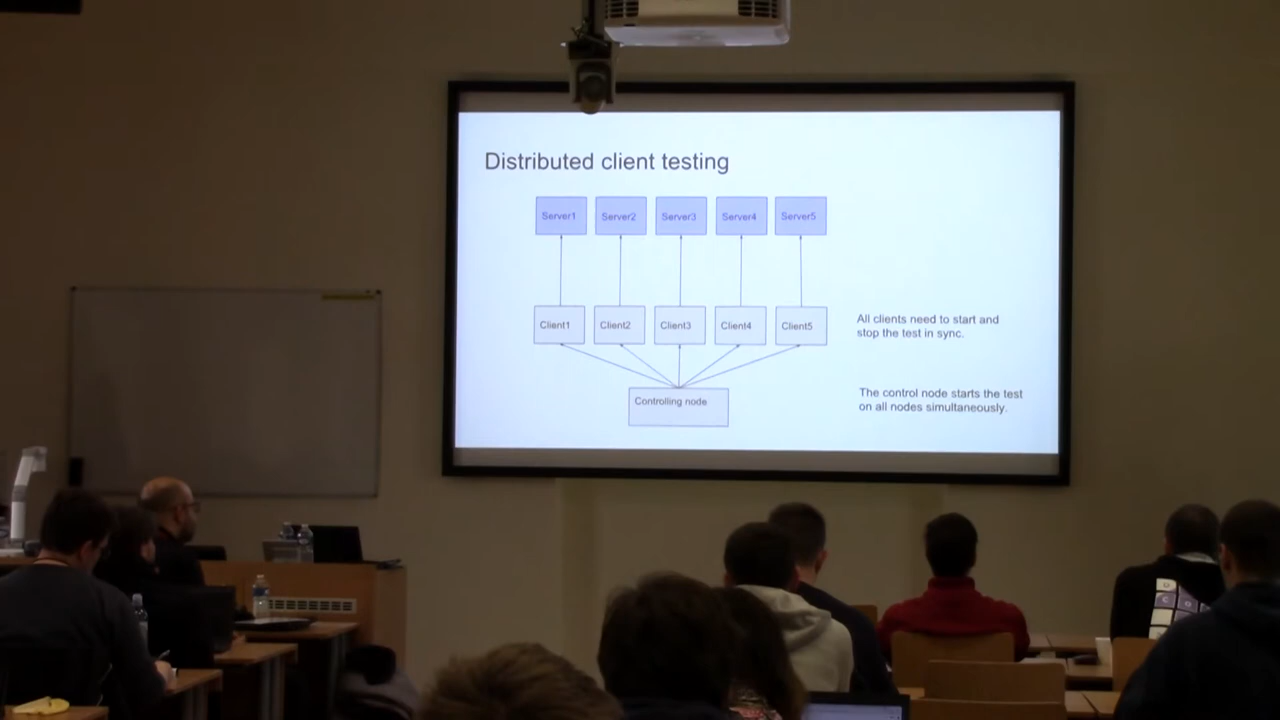 Distributed client testing
Server1 Server2 Server3 Server4 Server5
Client1 Client2 Client3 Client4 Client5
All clients need to start and
stop the test in sync.
Controlling node
The control node starts the test
on all nodes simultaneously.